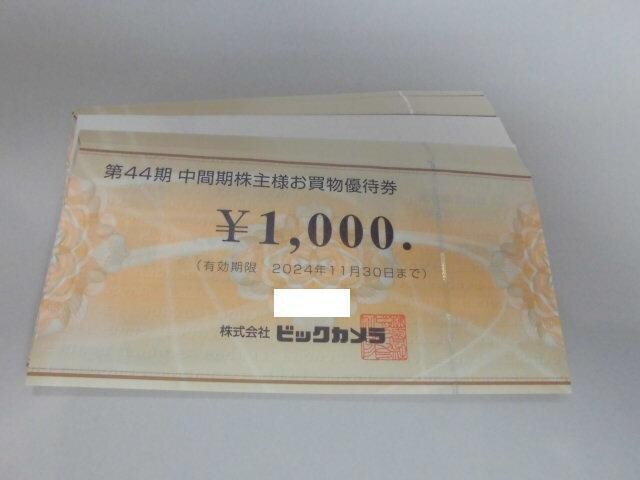 第44期 中間期株主様お買物優待券
¥1,000.
（有効期限 2024年11月30日まで）
株式会社 ビックカメラ